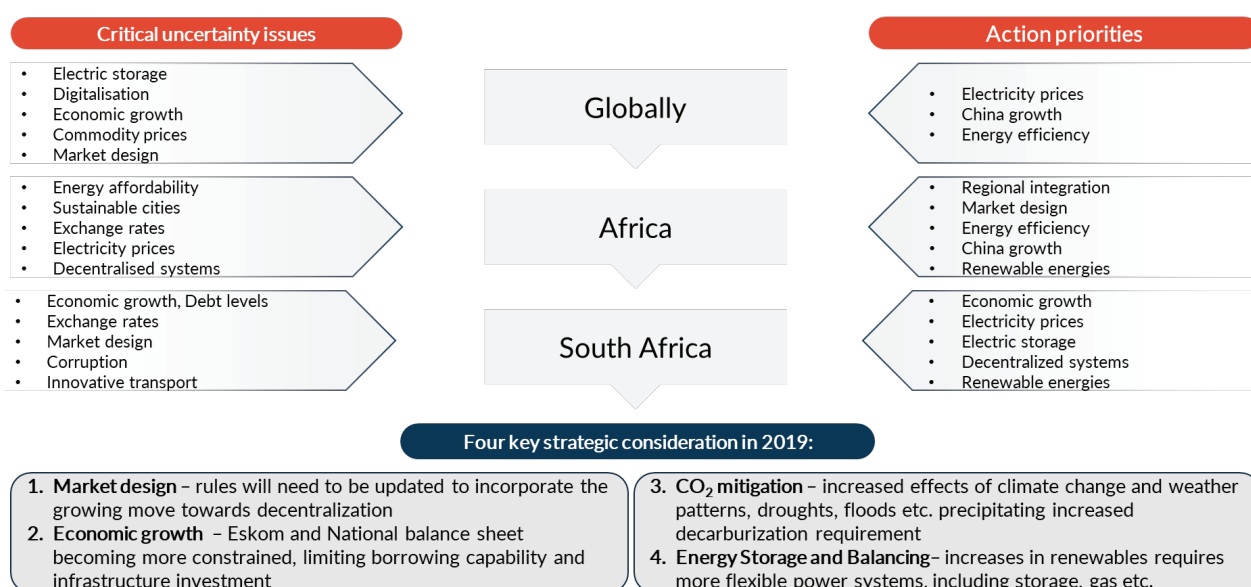 Critical uncertainty issues
Action priorities
• Electric storage
• Digitalisation
• Economic growth
• Commodity prices
• Market design
Globally
• Electricity prices
• China growth
• Energy efficiency
• Energy affordability
• Sustainable cities
• Exchange rates
• Electricity prices
• Decentralised systems
Africa
• Regional integration
• Market design
• Energy efficiency
• China growth
• Renewable energies
• Economic growth, Debt levels
• Exchange rates
• Market design
• Corruption
• Innovative transport
South Africa
• Economic growth
• Electricity prices
• Electric storage
• Decentralized systems
• Renewable energies
Four key strategic consideration in 2019:
1. Market design – rules will need to be updated to incorporate the
growing move towards decentralization
2. Economic growth – Eskom and National balance sheet
becoming more constrained, limiting borrowing capability and
infrastructure investment
3. CO₂ mitigation – increased effects of climate change and weather
patterns, droughts, floods etc. precipitating increased
decarburization requirement
4. Energy Storage and Balancing– increases in renewables requires
more flexible power systems, including storage, gas etc.